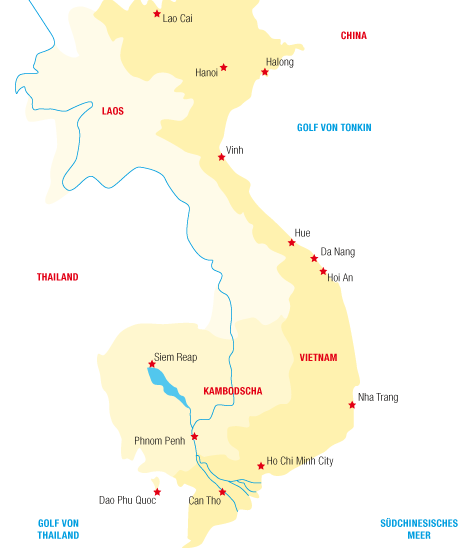 Lao Cai
CHINA
Halong
Hanoi
LAOS
GOLF VON TONKIN
Vinh
Hue
Da Nang
THAILAND
Hoi An
Siem Reap
VIETNAM
KAMBODSCHA
Nha Trang
Phnom Penh
Ho Chi Minh City
Dao Phu Quoc
Can Tho
GOLF VON
THAILAND
SÜDCHINESISCHES
MEER